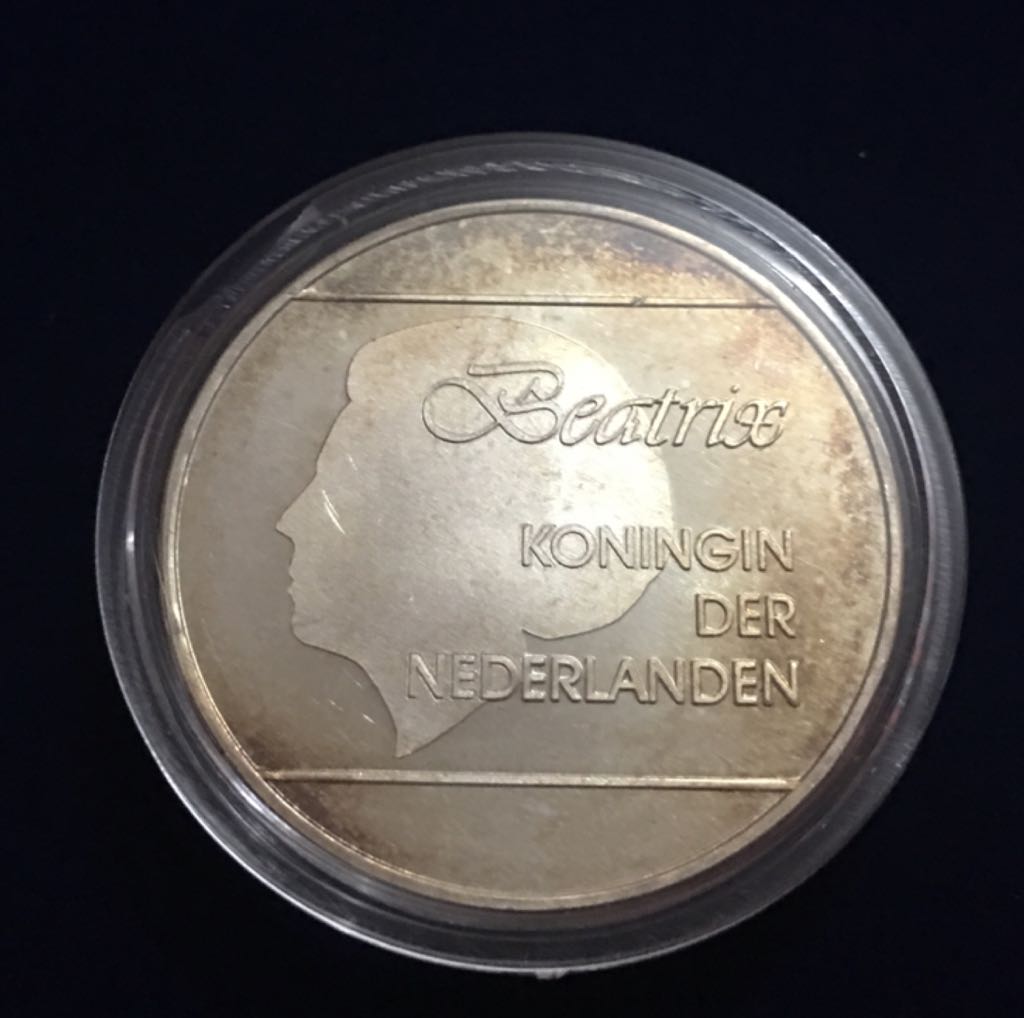 Beatrix
KONINGIN
DER
NEDERLANDEN